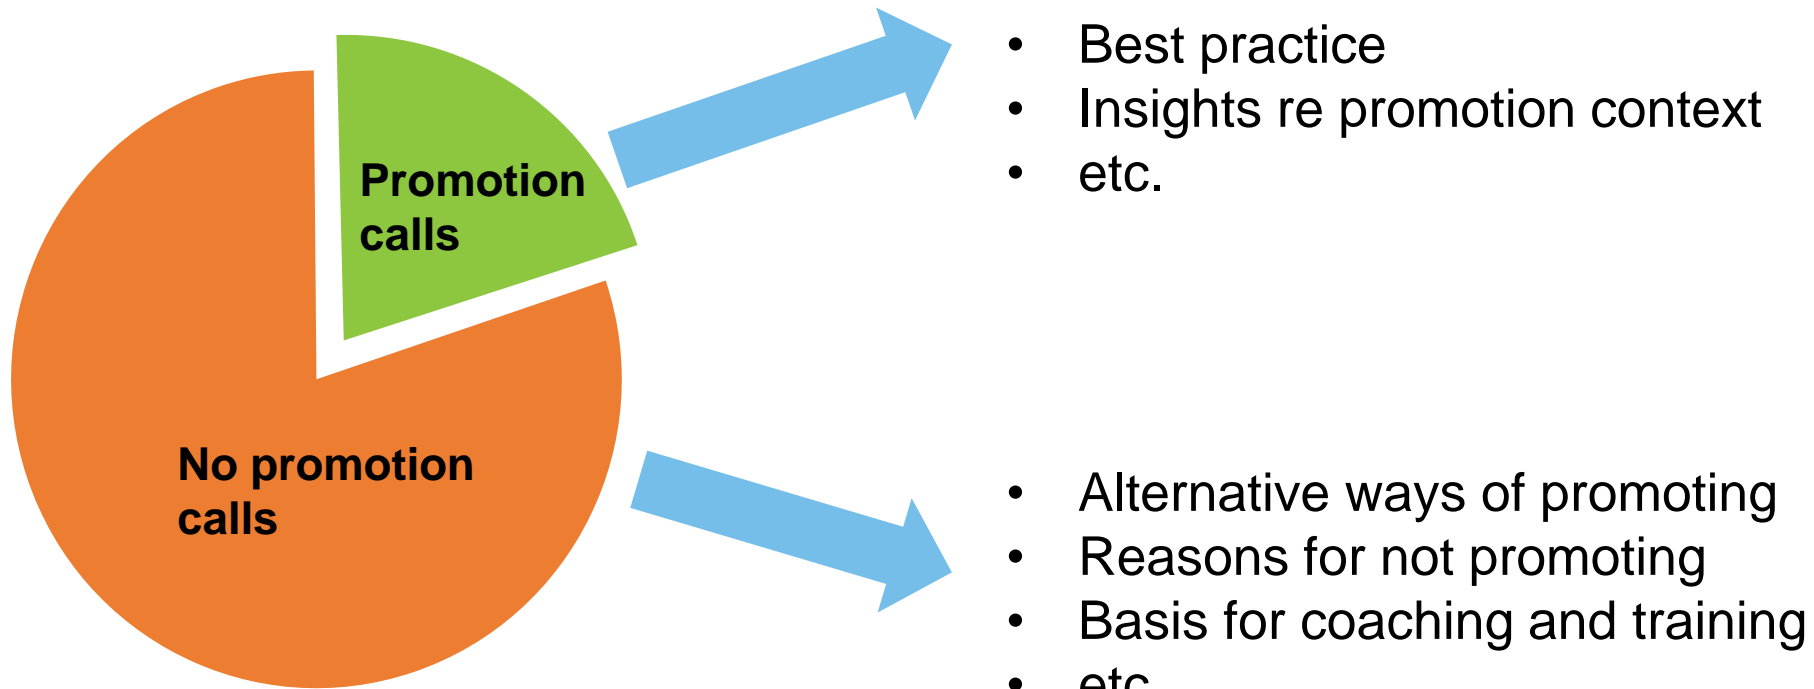 Promotion
calls
No promotion
calls
• Best practice
• Insights re promotion context
• etc.
• Alternative ways of promoting
• Reasons for not promoting
• Basis for coaching and training
• etc